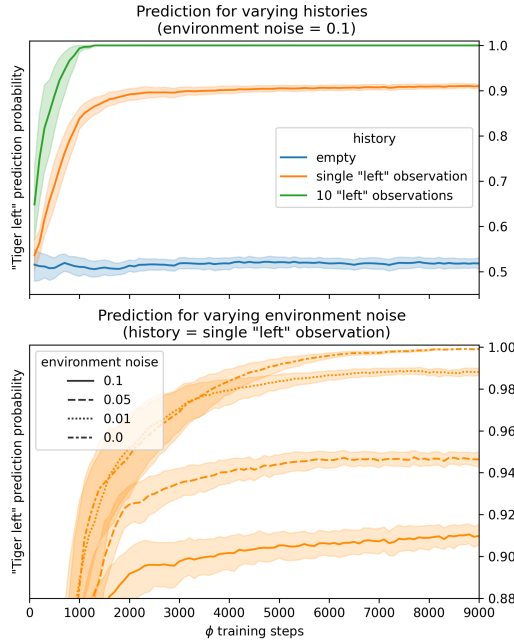 Prediction for varying histories
(environment noise = 0.1)
"Tiger left" prediction probability
1.0
0.9
0.8
0.7
0.6
0.5
history
empty
single "left" observation
10 "left" observations
Prediction for varying environment noise
(history = single "left" observation)
"Tiger left" prediction probability
1.00
0.98
0.96
0.94
0.92
0.90
0.88
environment noise
0.1
0.05
0.01
0.0
0 1000 2000 3000 4000 5000 6000 7000 8000 9000
ϕ training steps